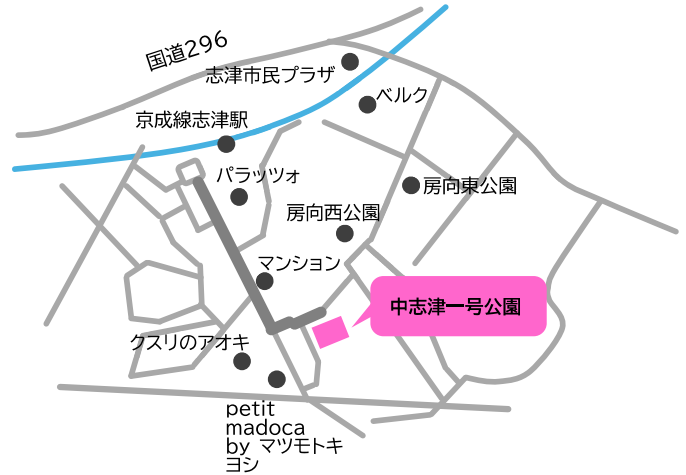 国道296
志津市民プラザ
ベルク
京成線志津駅
パラッツォ
房向東公園
房向西公園
マンション
中志津一号公園
クスリのアオキ
petit
madoca
by マツモトキ
ヨシ